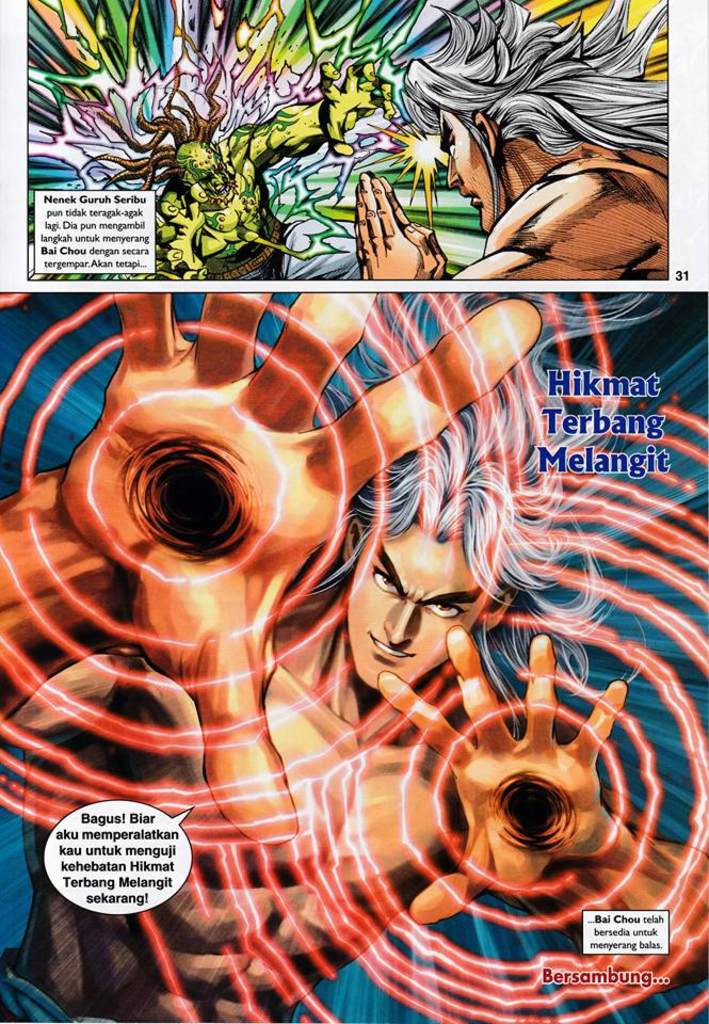 Nenek Guruh Seribu
pun tidak teragak-agak
lagi. Dia pun mengambil
langkah untuk menyerang
Bai Chou dengan secara
tergempar. Akan tetapi...
31
Hikmat
Terbang
Melangit
Bagus! Biar
aku memperalatkan
kau untuk menguji
kehebatan Hikmat
Terbang Melangit
sekarang!
...Bai Chou telah
bersedia untuk
menyerang balas.
Bersambung...